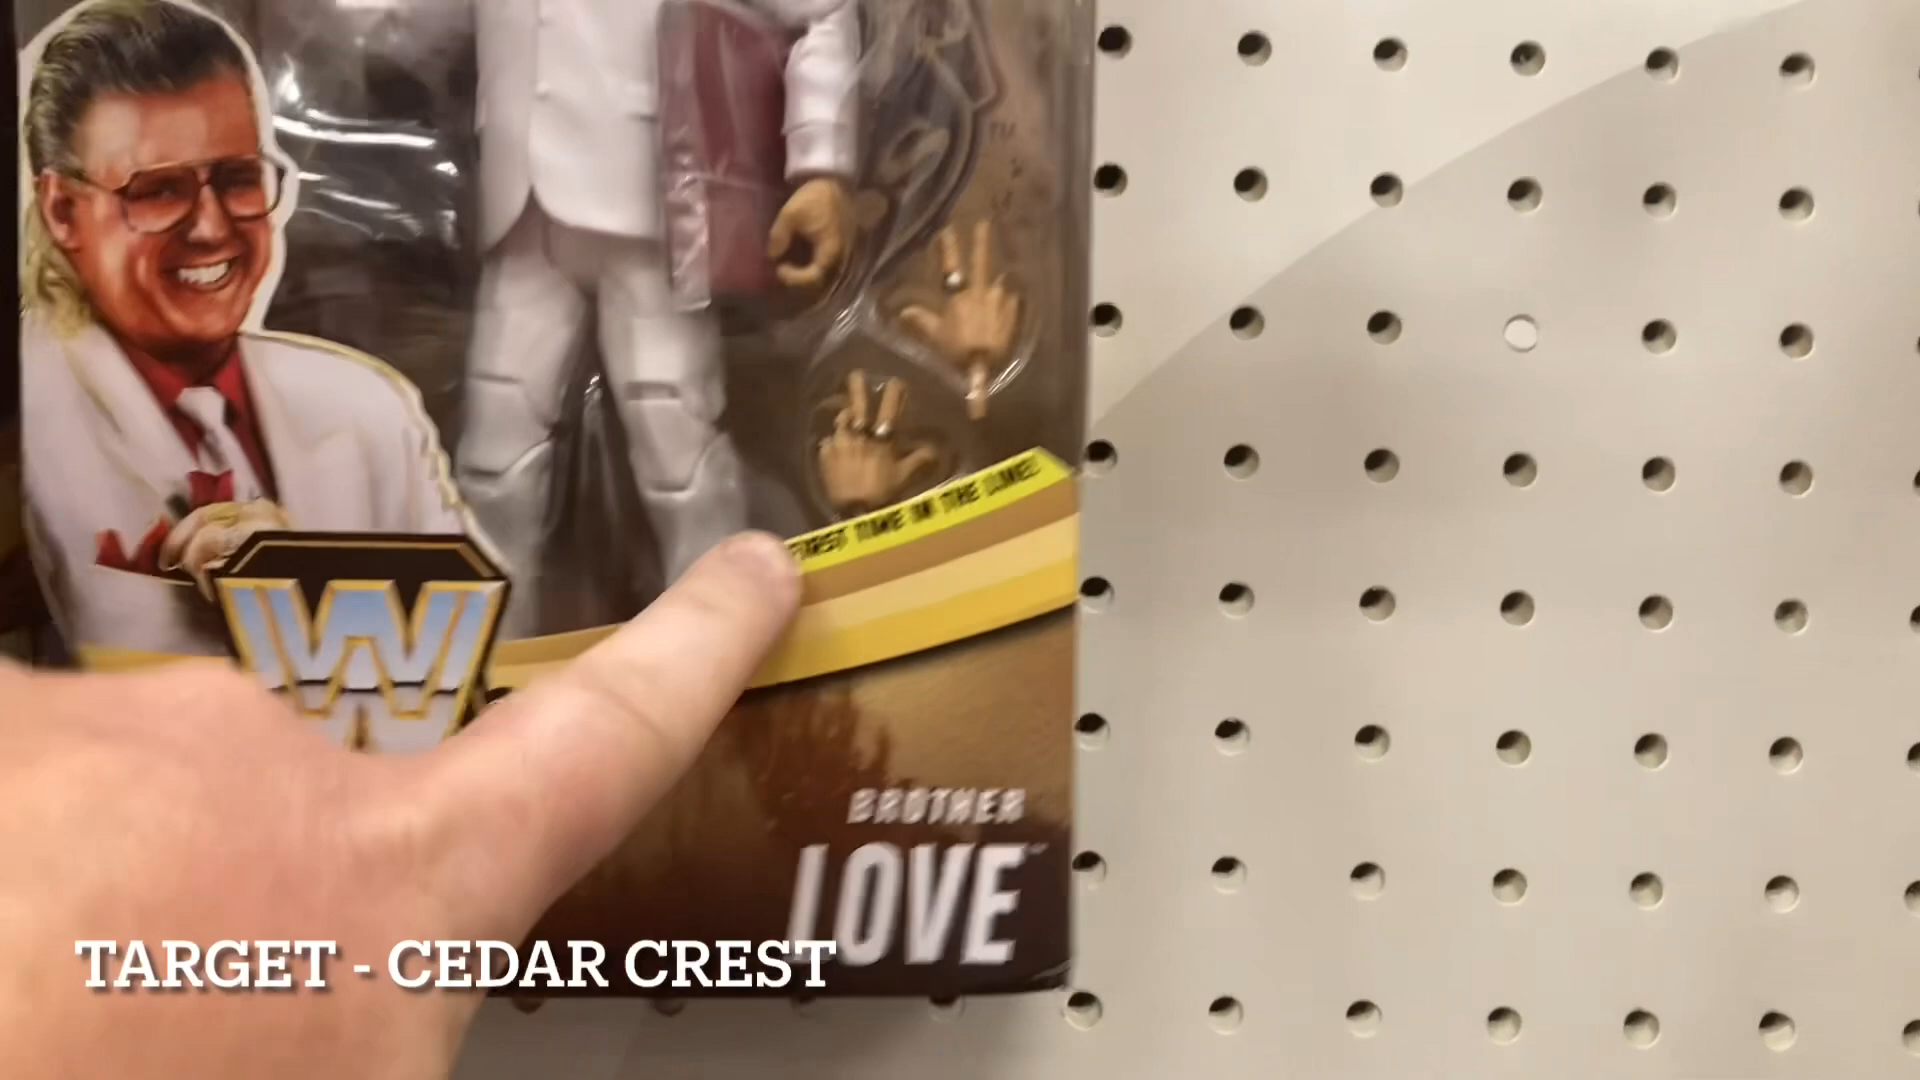 FIRST TIME IN THE LINE!
W
BROTHER
LOVE
TARGET - CEDAR CREST